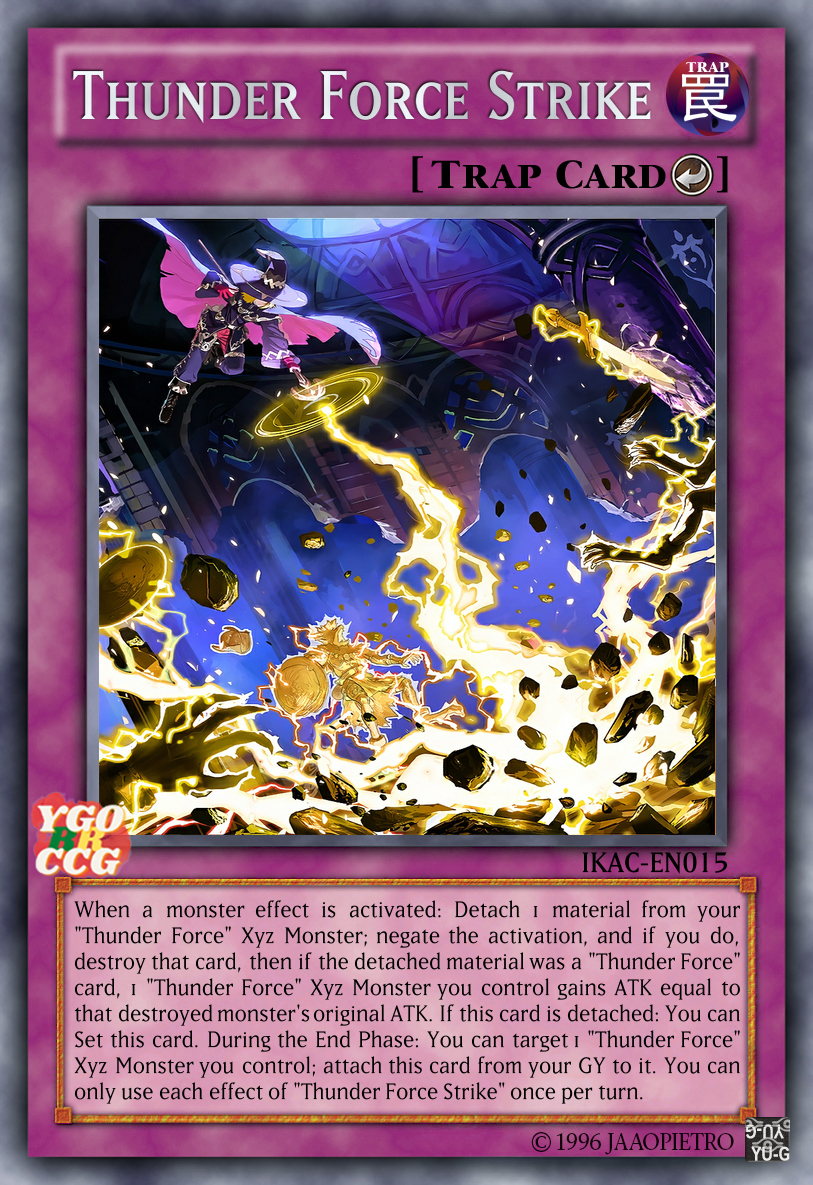 THUNDER FORCE STRIKE
TRAP
罠
[TRAP CARD]
YGO
BR
CCG
IKAC-EN015
When a monster effect is activated: Detach 1 material from your
"Thunder Force" Xyz Monster; negate the activation, and if you do,
destroy that card, then if the detached material was a "Thunder Force"
card, 1 "Thunder Force" Xyz Monster you control gains ATK equal to
that destroyed monster's original ATK. If this card is detached: You can
Set this card. During the End Phase: You can target 1 "Thunder Force"
Xyz Monster you control; attach this card from your GY to it. You can
only use each effect of "Thunder Force Strike" once per turn.
© 1996 JAAOPIETRO
YU-G